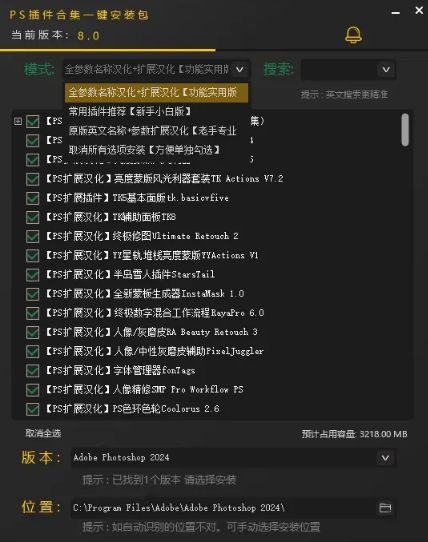 PS插件合集一键安装包
当前版本: 8.0
模式: 全参数名称汉化+扩展汉化【功能实用版 搜索:
全参数名称汉化+扩展汉化【功能实用版
提示 : 英文搜索更精准
常用插件推荐【新手小白版】
原版英文名称+参数扩展汉化【老手专业
取消所有选项安装【方便单独勾选】
【PS扩展汉化】亮度蒙版风光利器套装TK Actions V7.2
【PS扩展插件】TK5基本面版tk.basicvfive
【PS扩展汉化】TK辅助面板TK8
【PS扩展汉化】终极修图Ultimate Retouch 2
【PS扩展汉化】YY星轨堆栈亮度蒙版YYActions V1
【PS扩展汉化】半岛雪人插件StarsTail
【PS扩展汉化】全新蒙板生成器InstaMask 1.0
【PS扩展汉化】终极数字混合工作流程RayaPro 6.0
【PS扩展汉化】人像/灰磨皮RA Beauty Retouch 3
【PS扩展汉化】人像/中性灰磨皮辅助PixelJuggler
【PS扩展汉化】字体管理器fonTags
【PS扩展汉化】人像精修SMP Pro Workflow PS
【PS扩展汉化】PS色环色轮Coolorus 2.6
取消全选 预计占用容量: 3218.00 MB
版本: Adobe Photoshop 2024
提示 : 已找到1个版本 请选择安装
位置: C:\Program Files\Adobe\Adobe Photoshop 2024\
提示 : 如自动识别的位置不对，可手动选择安装位置